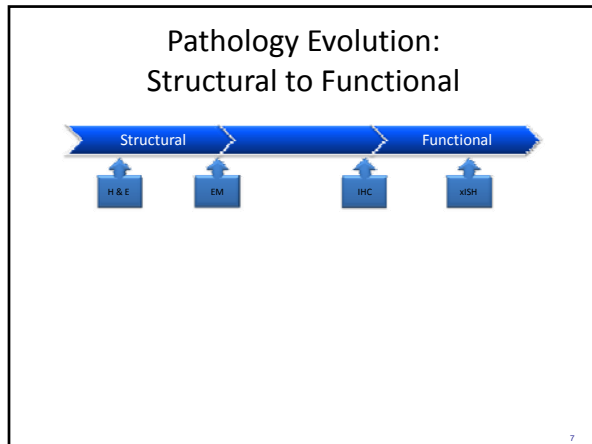 Pathology Evolution:
Structural to Functional
Structural
Functional
H & E
EM
IHC
xISH
7